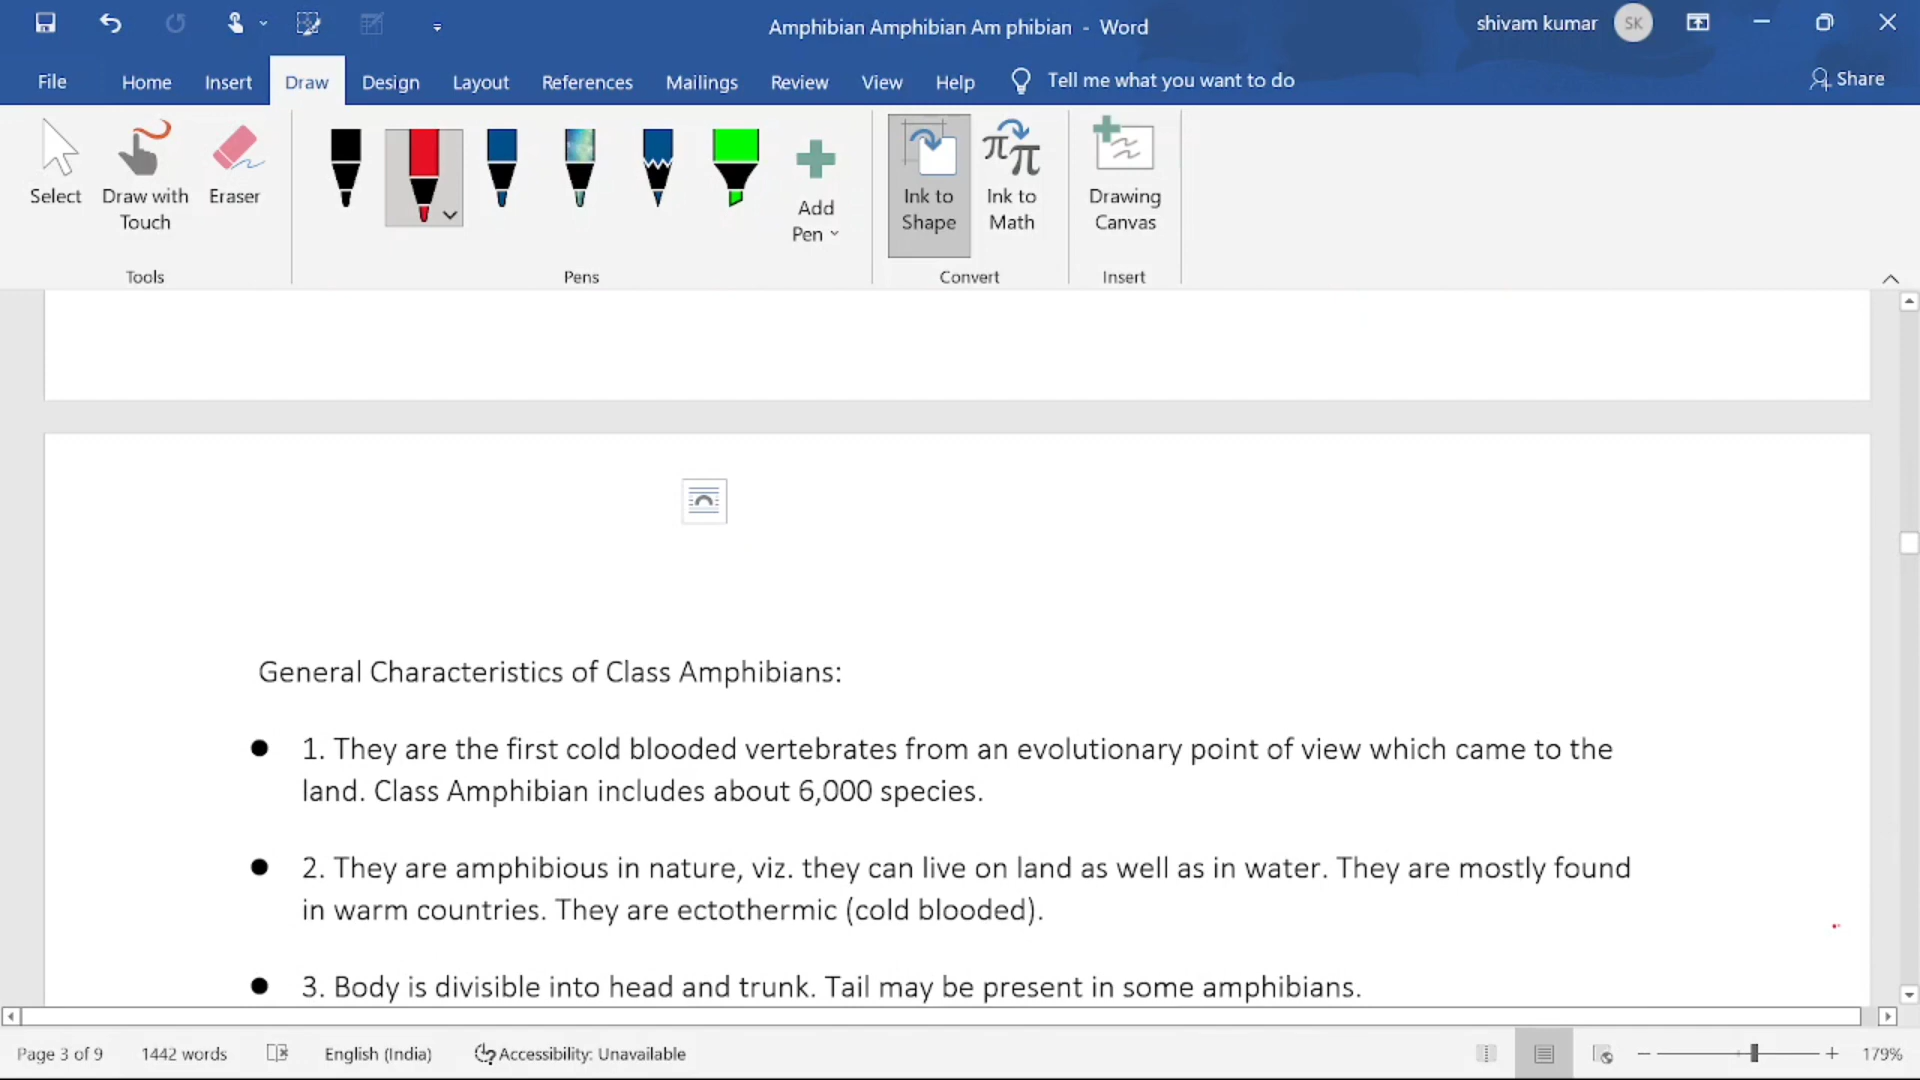 Amphibian Amphibian Am phibian - Word
shivam kumar
SK
File
Home
Insert
Draw
Design
Layout
References
Mailings
Review
View
Help
Tell me what you want to do
Share
Select
Draw with
Touch
Eraser
Add
Pen
Ink to
Shape
Ink to
Math
Drawing
Canvas
Tools
Pens
Convert
Insert
General Characteristics of Class Amphibians:
● 1. They are the first cold blooded vertebrates from an evolutionary point of view which came to the
land. Class Amphibian includes about 6,000 species.
● 2. They are amphibious in nature, viz. they can live on land as well as in water. They are mostly found
in warm countries. They are ectothermic (cold blooded).
● 3. Body is divisible into head and trunk. Tail may be present in some amphibians.
Page 3 of 9
1442 words
English (India)
Accessibility: Unavailable
179%